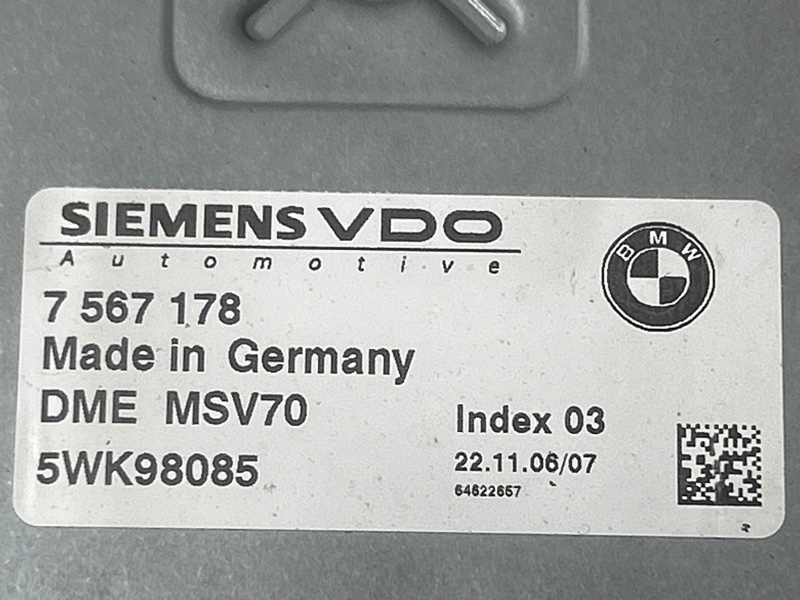 SIEMENS VDO
Automotive
BMW
7 567 178
Made in Germany
DME MSV70
Index 03
5WK98085
22.11.06/07
64622657